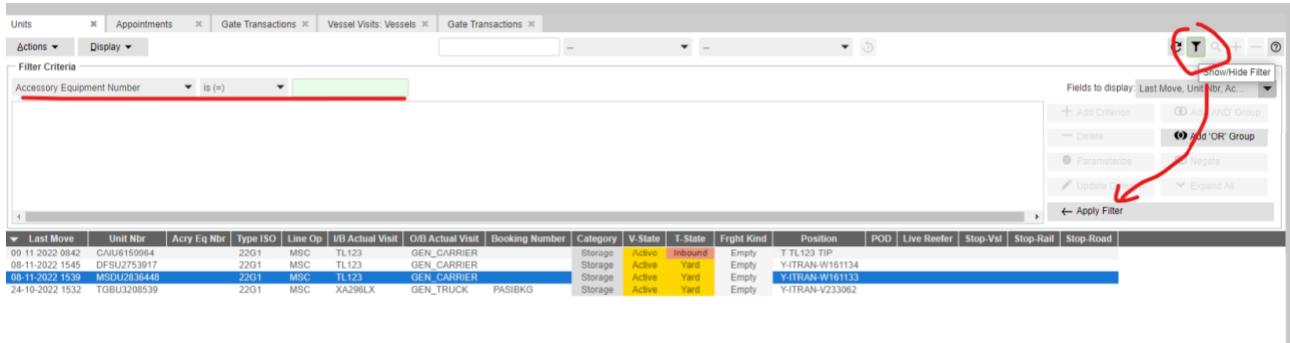 Units Appointments Gate Transactions Vessel Visits: Vessels Gate Transactions
Actions Display -- --
Filter Criteria
Show/Hide Filter
Accessory Equipment Number is (=) Fields to display: Last Move, Unit Nbr, Ac...
Add Criterion Add 'AND' Group
Delete Add 'OR' Group
Parameterize Negate
Update Expand All
Apply Filter
Last Move Unit Nbr Acry Eq Nbr Type ISO Line Op I/B Actual Visit O/B Actual Visit Booking Number Category V-State T-State Frght Kind Position POD Live Reefer Stop-Vsl Stop-Rail Stop-Road
09-11-2022 0842 CAIU6159964 22G1 MSC TL123 GEN_CARRIER Storage Active Inbound Empty T TL123 TIP
08-11-2022 1545 DFSU2753917 22G1 MSC TL123 GEN_CARRIER Storage Active Yard Empty Y-ITRAN-W161134
08-11-2022 1539 MSDU2836448 22G1 MSC TL123 GEN_CARRIER Storage Active Yard Empty Y-ITRAN-W161133
24-10-2022 1532 TGBU3208539 22G1 MSC XA296LX GEN_TRUCK PASIBKG Storage Active Yard Empty Y-ITRAN-V233062